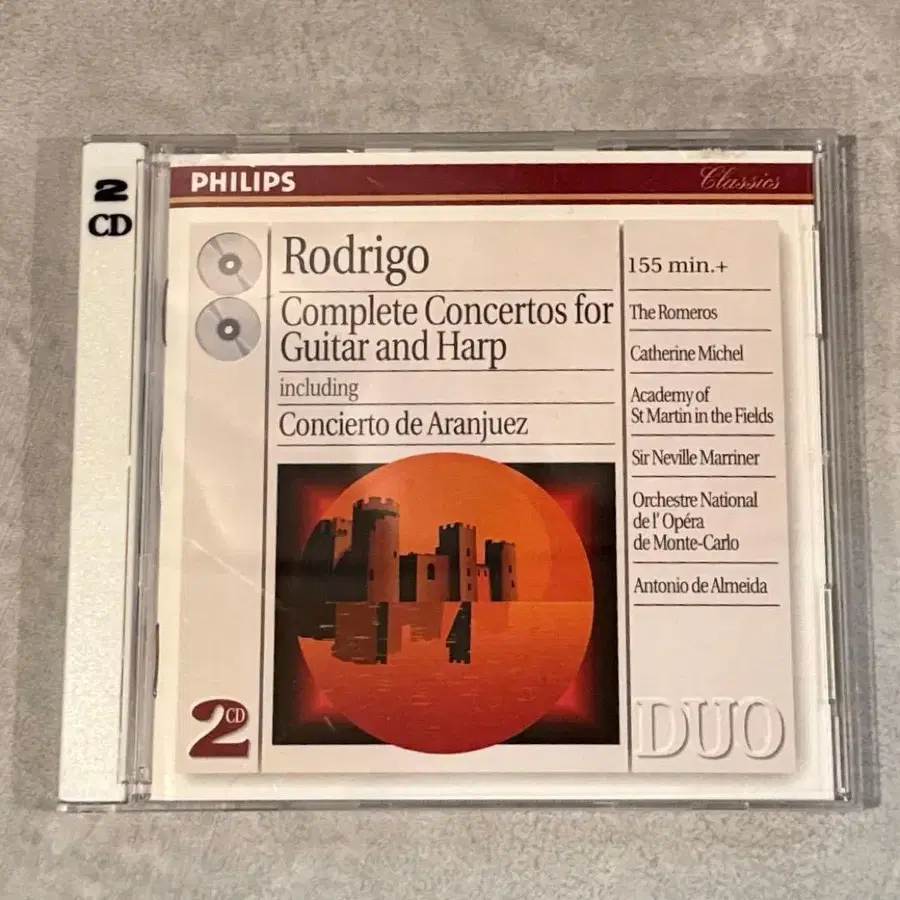 2
CD
PHILIPS
Classics
Rodrigo
Complete Concertos for
Guitar and Harp
including
Concierto de Aranjuez
155 min.+
The Romeros
Catherine Michel
Academy of
St Martin in the Fields
Sir Neville Marriner
Orchestre National
de l' Opéra
de Monte-Carlo
Antonio de Almeida
2 CD
DUO